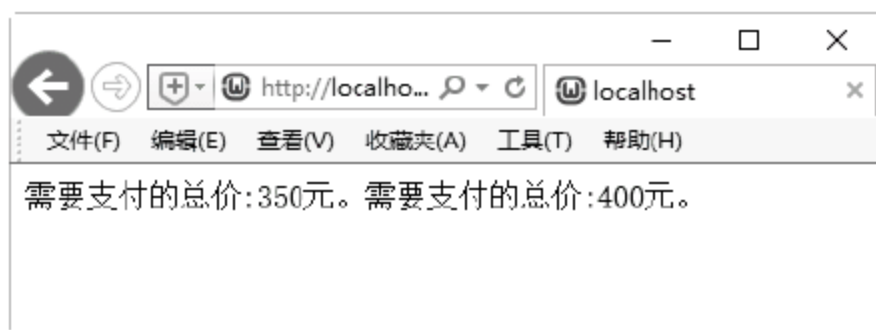 http://localho...
localhost
文件(F) 编辑(E) 查看(V) 收藏夹(A) 工具(T) 帮助(H)
需要支付的总价:350元。需要支付的总价:400元。